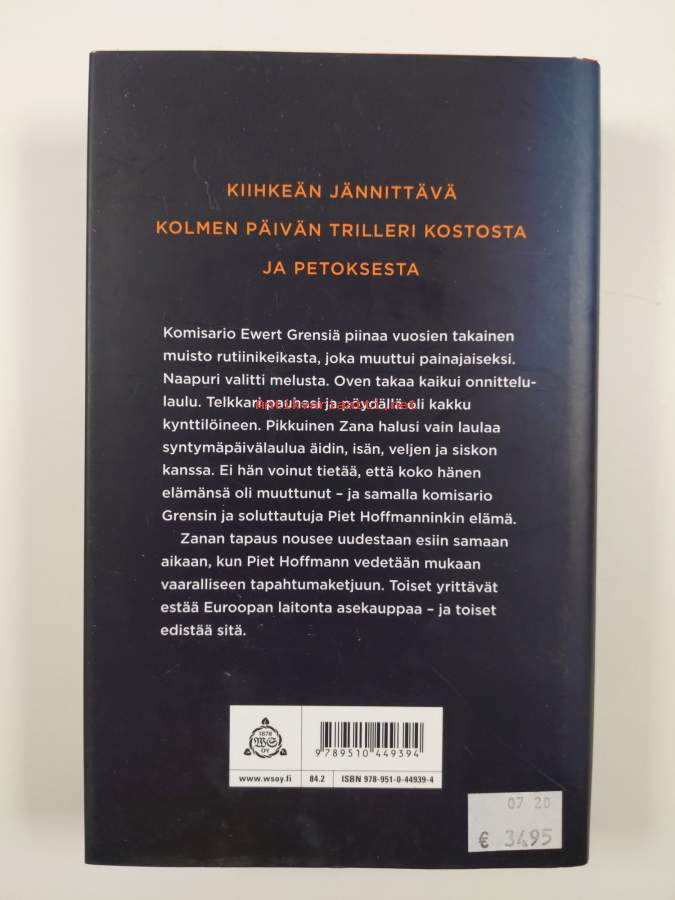 KIIHKEÄN JÄNNITTÄVÄ
KOLMEN PÄIVÄN TRILLERI KOSTOSTA
JA PETOKSESTA
Komisario Ewert Grensiä piinaa vuosien takainen
muisto rutiinikeikasta, joka muuttui painajaiseksi.
Naapuri valitti melusta. Oven takaa kaikui onnittelu-
laulu. Telkkari pauhasi ja pöydällä oli kakku
kynttilöineen. Pikkuinen Zana halusi vain laulaa
syntymäpäivälaulua äidin, isän, veljen ja siskon
kanssa. Ei hän voinut tietää, että koko hänen
elämänsä oli muuttunut – ja samalla komisario
Grensin ja soluttautuja Piet Hoffmanninkin elämä.
Zanan tapaus nousee uudestaan esiin samaan
aikaan, kun Piet Hoffmann vedetään mukaan
vaaralliseen tapahtumaketjuun. Toiset yrittävät
estää Euroopan laitonta asekauppaa – ja toiset
edistää sitä.
1878
WS
OY
9 789510 449394
www.wsoy.fi
84.2
ISBN 978-951-0-44939-4
07 20
€ 34,95